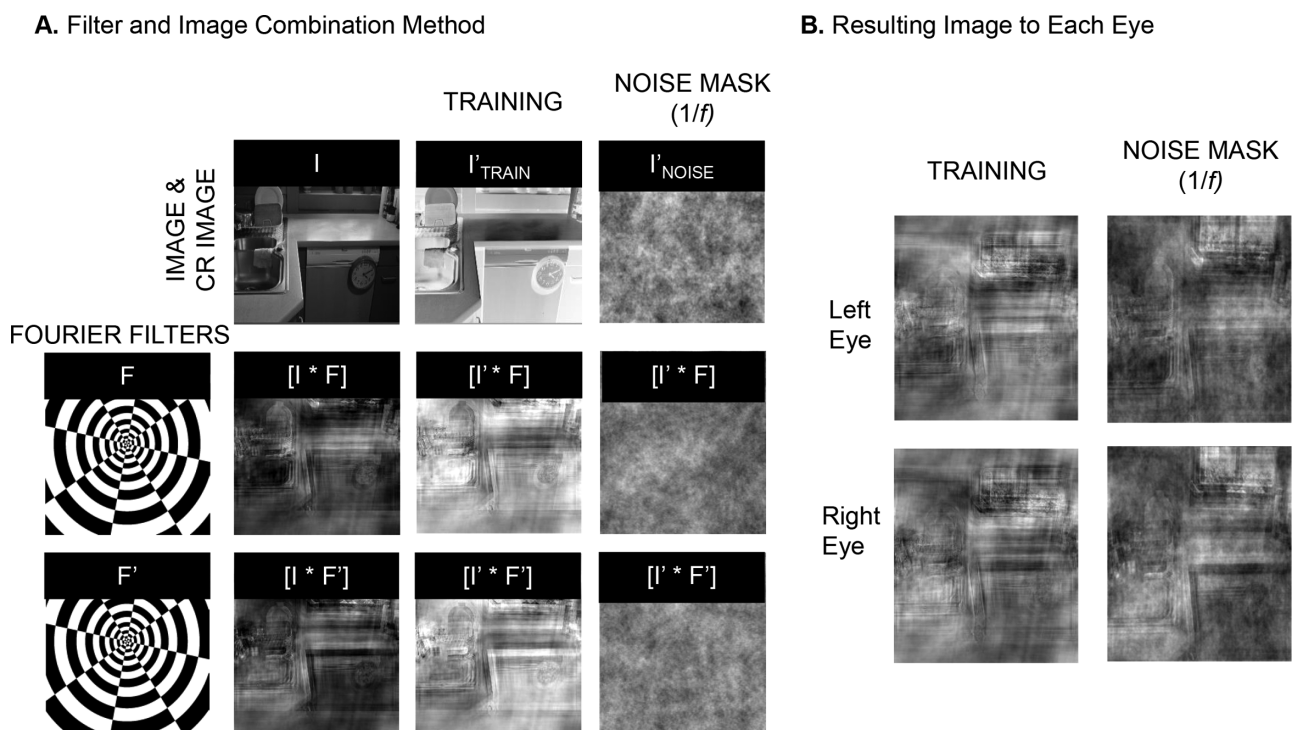 A. Filter and Image Combination Method
TRAINING
NOISE MASK
(1/f)
IMAGE &
CR IMAGE
I
I’TRAIN
I’NOISE
FOURIER FILTERS
F
[I * F]
[I’ * F]
[I’ * F]
F’
[I * F’]
[I’ * F’]
[I’ * F’]
B. Resulting Image to Each Eye
TRAINING
NOISE MASK
(1/f)
Left
Eye
Right
Eye